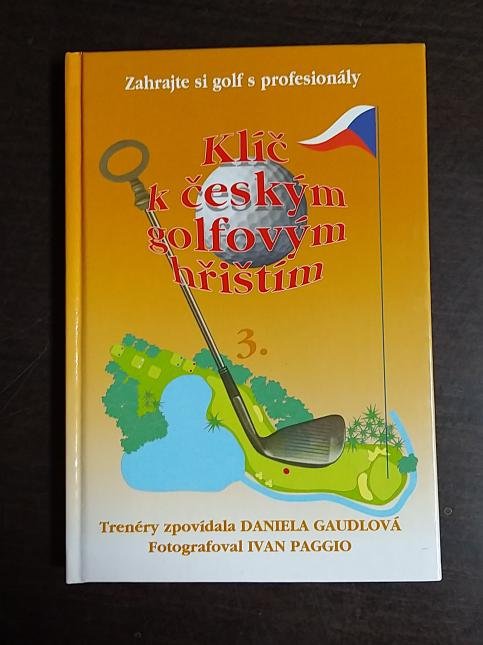 Zahrajte si golf s profesionály
Klíč
k českým
golfovým
hřištím
3.
Trenéry zpovídala DANIELA GAUDLOVÁ
Fotografoval IVAN PAGGIO